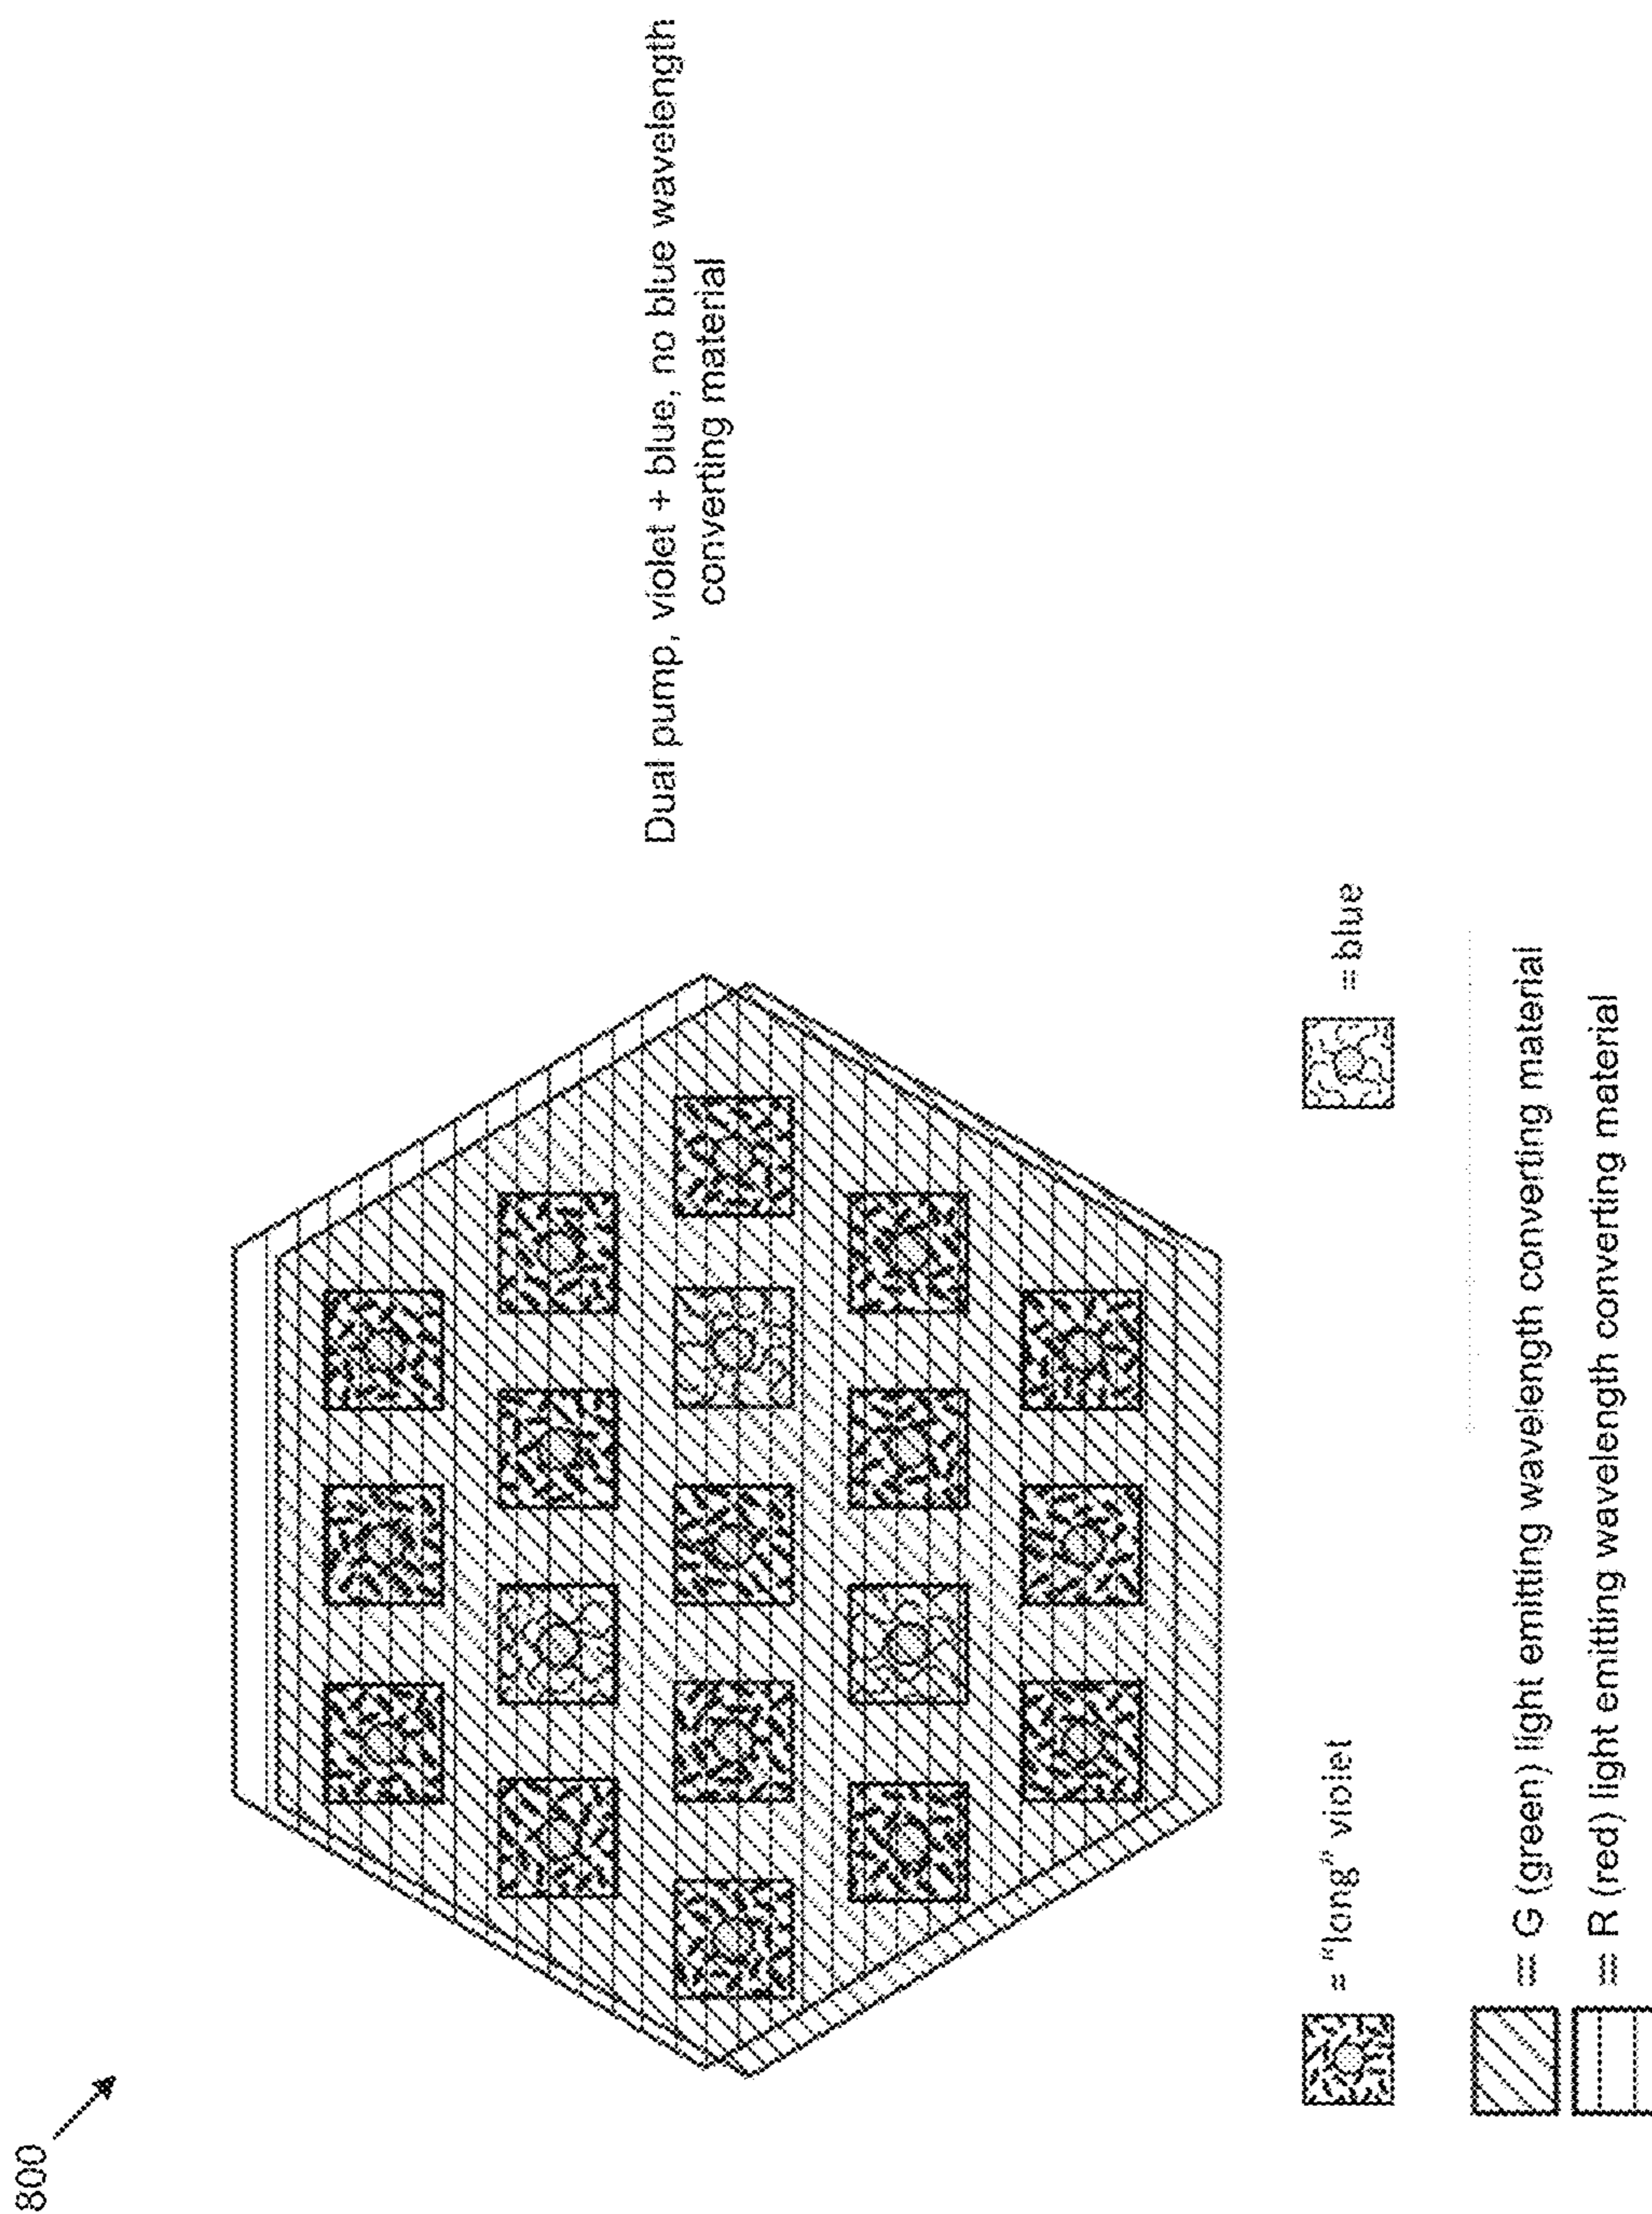 800
Dual pump, violet + blue, no blue wavelength
converting material
= "long" violet
= blue
= G (green) light emitting wavelength converting material
= R (red) light emitting wavelength converting material